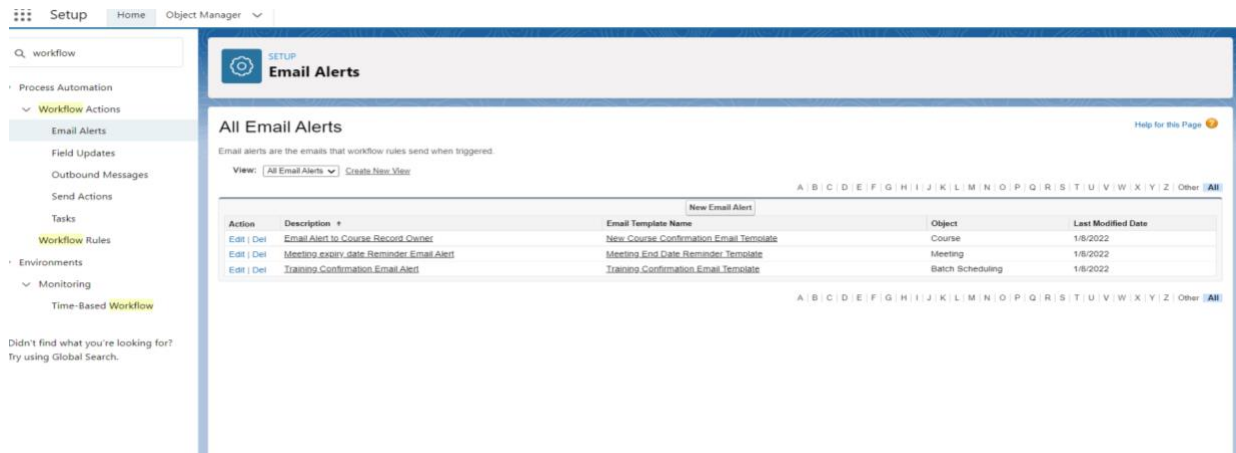 Setup Home Object Manager
workflow
Process Automation
Workflow Actions
Email Alerts
Field Updates
Outbound Messages
Send Actions
Tasks
Workflow Rules
Environments
Monitoring
Time-Based Workflow
Didn't find what you're looking for?
Try using Global Search.
SETUP
Email Alerts
All Email Alerts
Help for this Page ?
Email alerts are the emails that workflow rules send when triggered.
View: All Email Alerts Create New View
A | B | C | D | E | F | G | H | I | J | K | L | M | N | O | P | Q | R | S | T | U | V | W | X | Y | Z | Other | All
New Email Alert
Action Description ↑ Email Template Name Object Last Modified Date
Edit | Del Email Alert to Course Record Owner New Course Confirmation Email Template Course 1/8/2022
Edit | Del Meeting expiry date Reminder Email Alert Meeting End Date Reminder Template Meeting 1/8/2022
Edit | Del Training Confirmation Email Alert Training Confirmation Email Template Batch Scheduling 1/8/2022
A | B | C | D | E | F | G | H | I | J | K | L | M | N | O | P | Q | R | S | T | U | V | W | X | Y | Z | Other | All